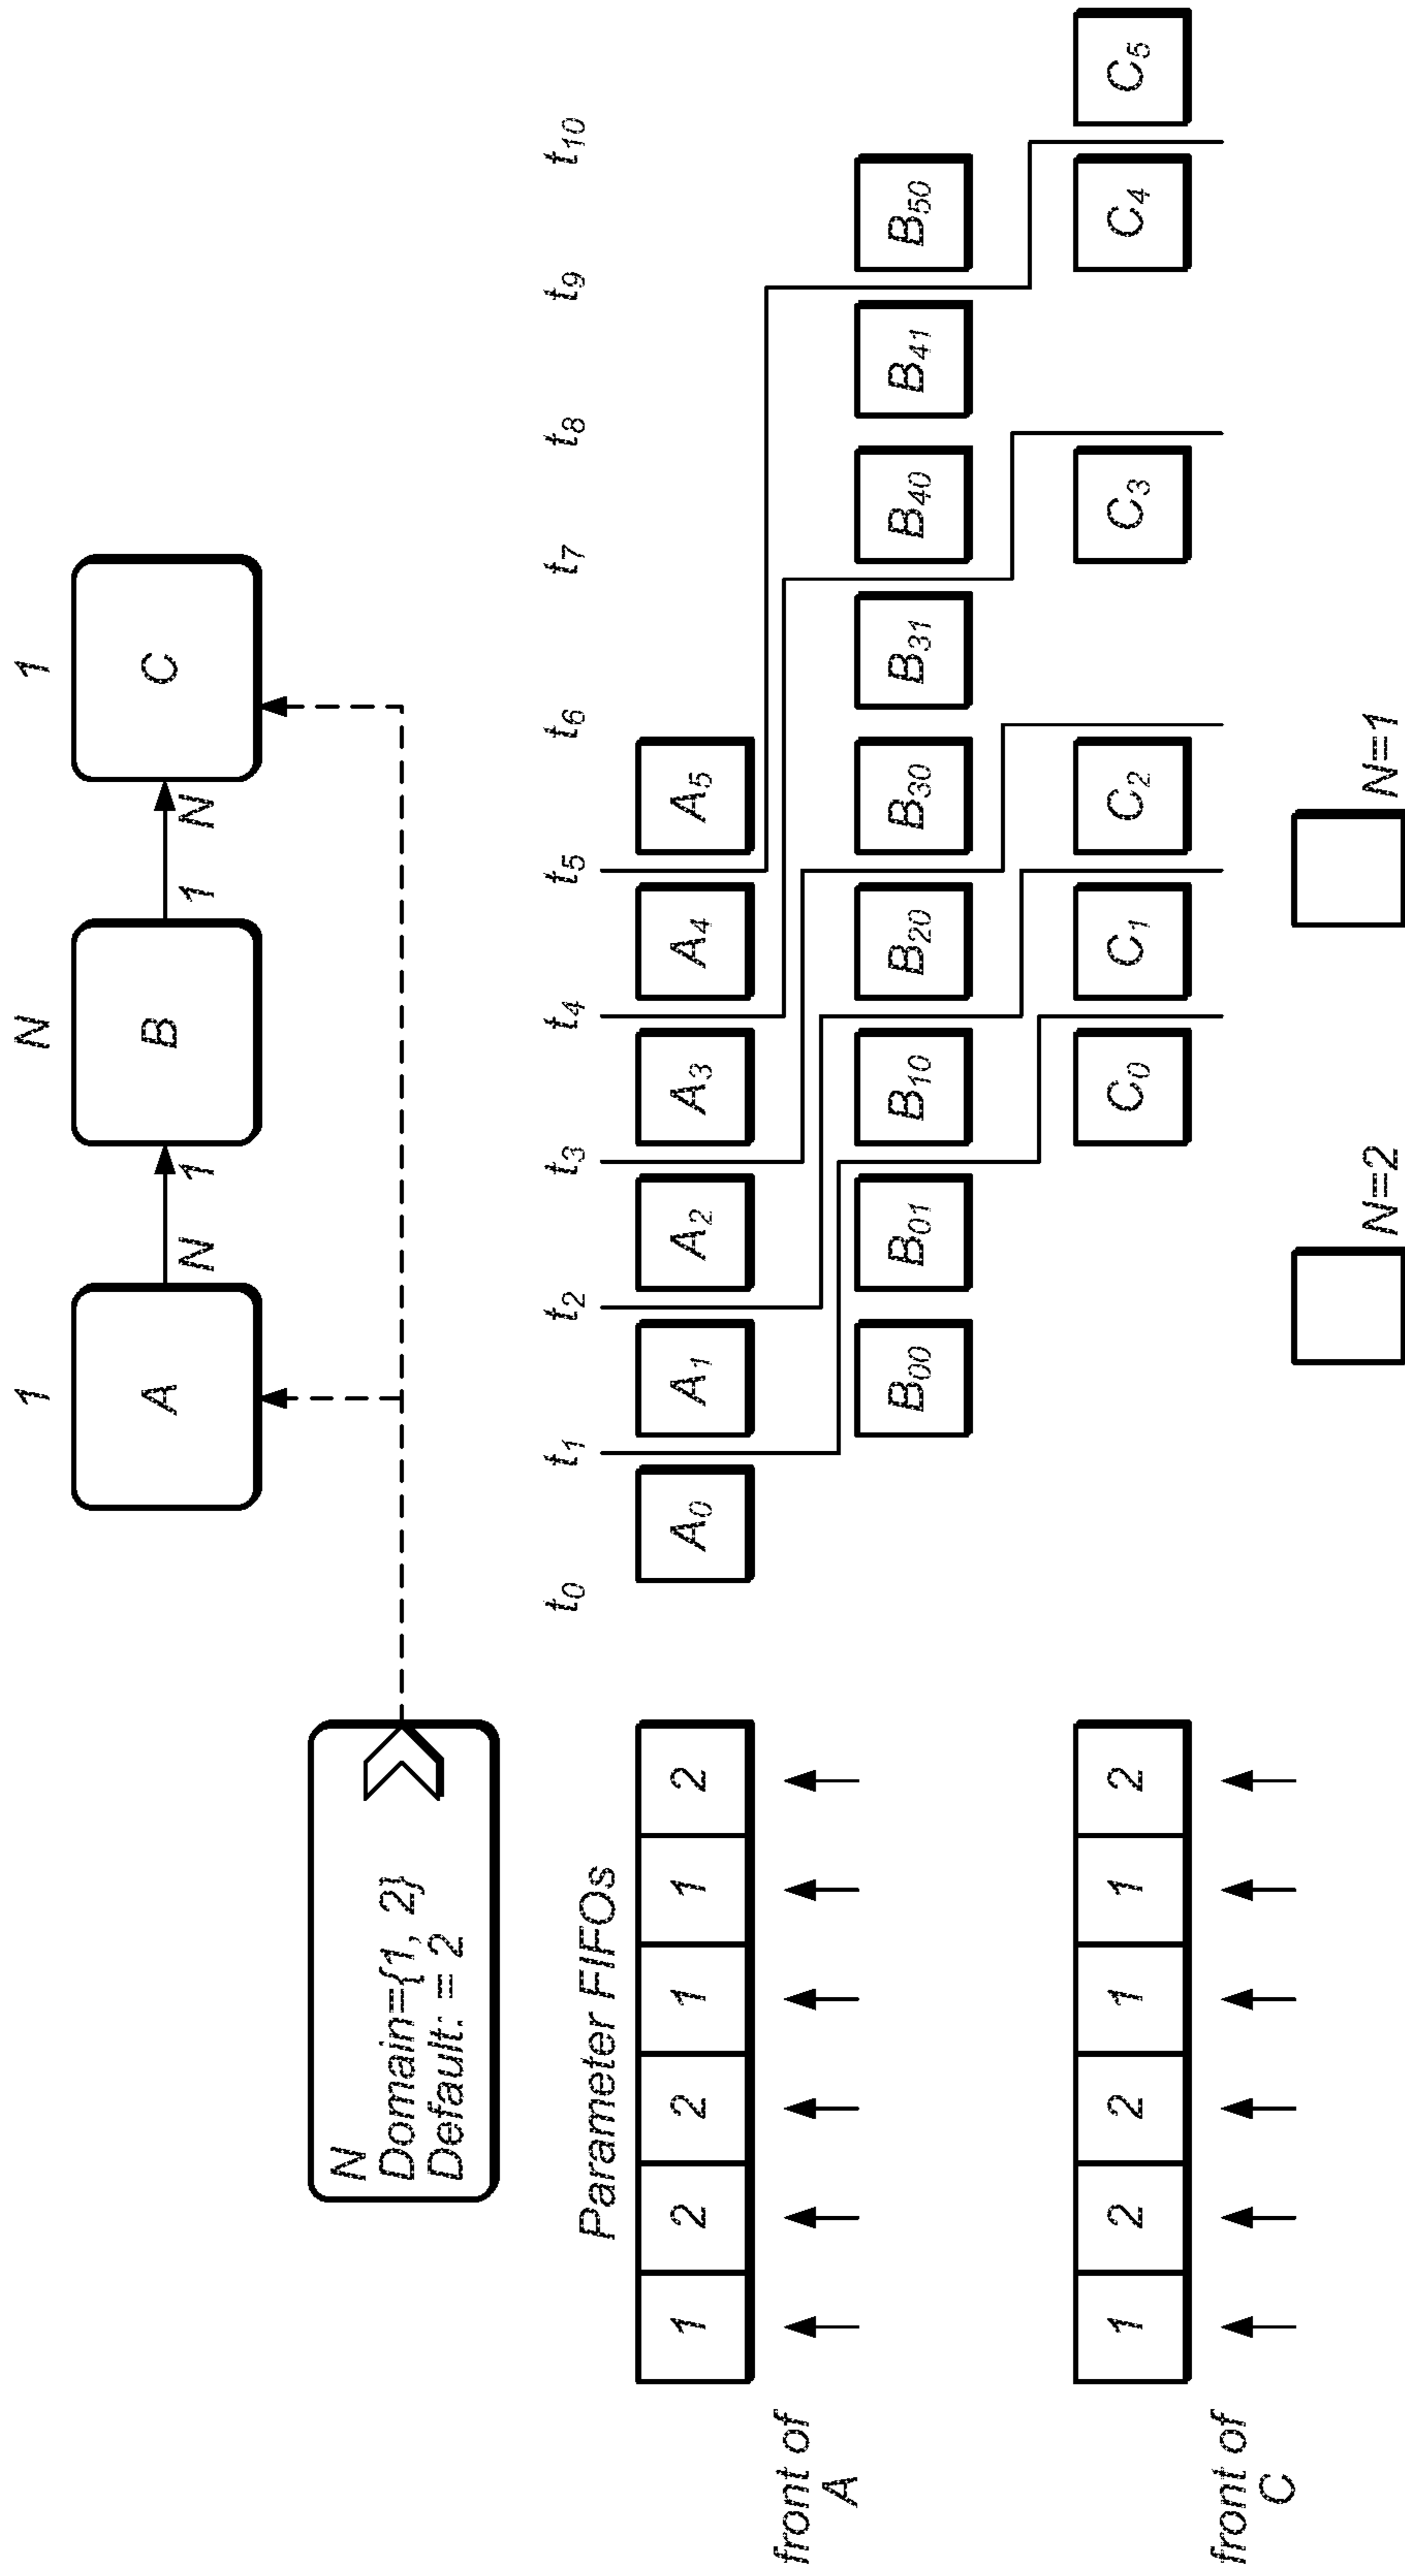 1
N
1
A
B
C
N
1
1
N
N
Domain={1, 2}
Default: = 2
Parameter FIFOs
t0
t1
t2
t3
t4
t5
t6
t7
t8
t9
t10
1 2 2 1 1 2
A0 A1 A2 A3 A4 A5
front of
A
B00 B01 B10 B20 B30 B31 B40 B41 B50
1 2 2 1 1 2
C0 C1 C2 C3 C4 C5
front of
C
N=2
N=1